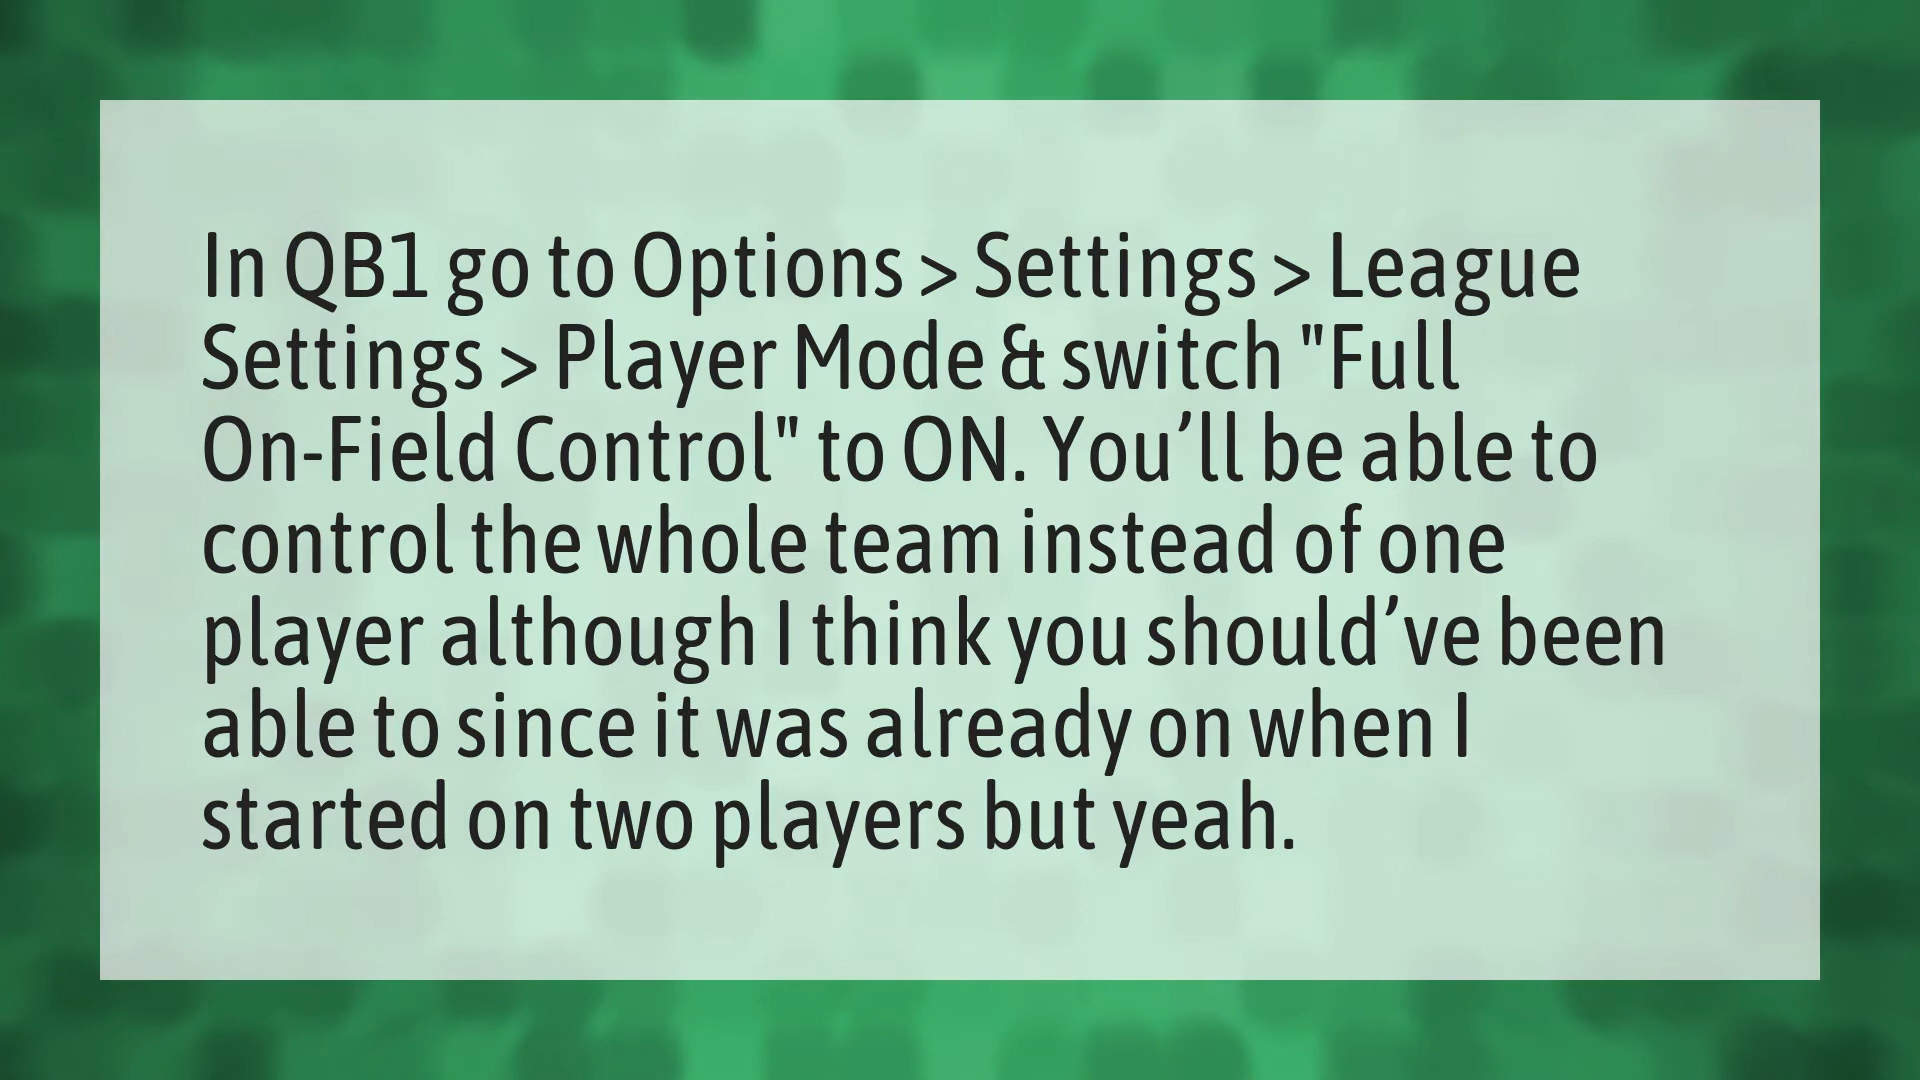 In QB1 go to Options > Settings > League
Settings > Player Mode & switch "Full
On-Field Control" to ON. You’ll be able to
control the whole team instead of one
player although I think you should’ve been
able to since it was already on when I
started on two players but yeah.